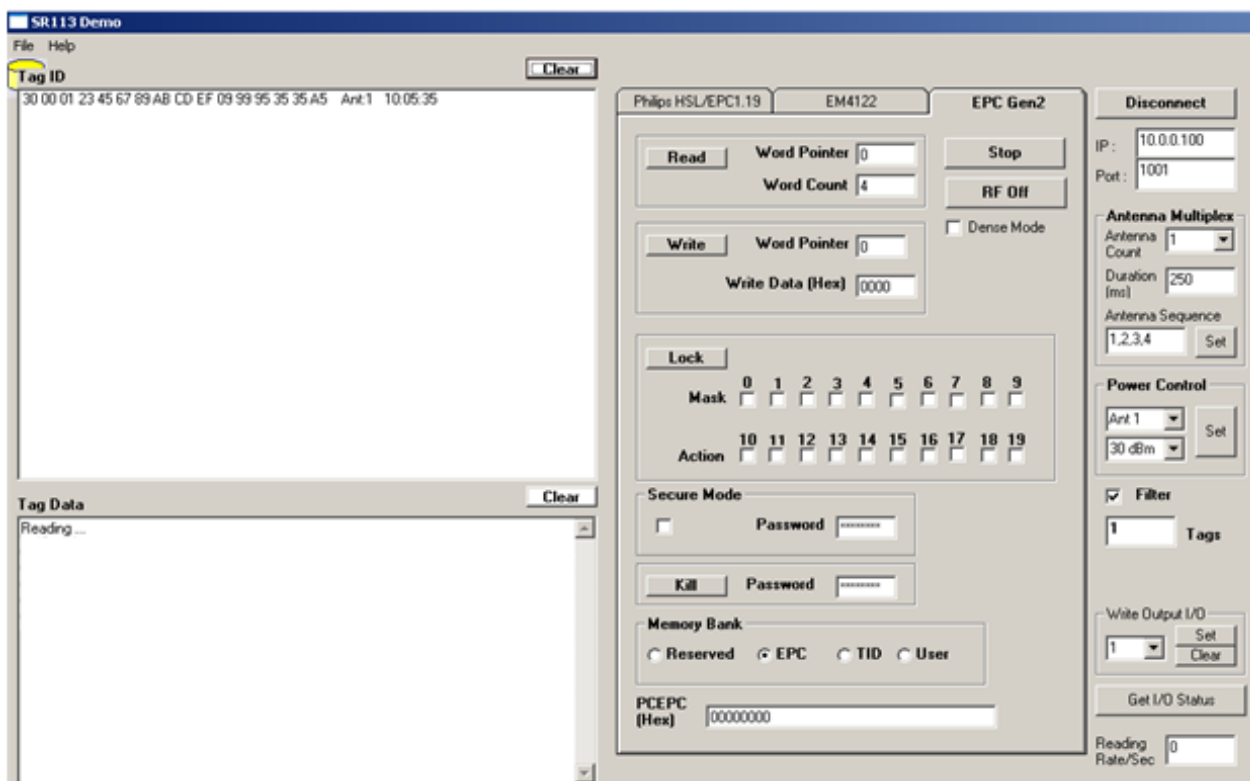 SR113 Demo
File Help
Tag ID Clear
30 00 01 23 45 67 89 AB CD EF 09 99 95 35 35 A5 Ant:1 10:05:35
Tag Data Clear
Reading ...
Philips HSL/EPC1.19 EM4122 EPC Gen2
Read Word Pointer 0
Word Count 4
Stop
RF Off
Dense Mode
Write Word Pointer 0
Write Data (Hex) 0000
Lock
0 1 2 3 4 5 6 7 8 9
Mask
10 11 12 13 14 15 16 17 18 19
Action
Secure Mode
Password
Kill Password
Memory Bank
Reserved EPC TID User
PCEPC
(Hex) 00000000
Disconnect
IP : 10.0.0.100
Port : 1001
Antenna Multiplex
Antenna 1
Count
Duration 250
(ms)
Antenna Sequence
1,2,3,4 Set
Power Control
Ant 1
Set
30 dBm
Filter
1 Tags
Write Output I/O
Set
1
Clear
Get I/O Status
Reading 0
Rate/Sec